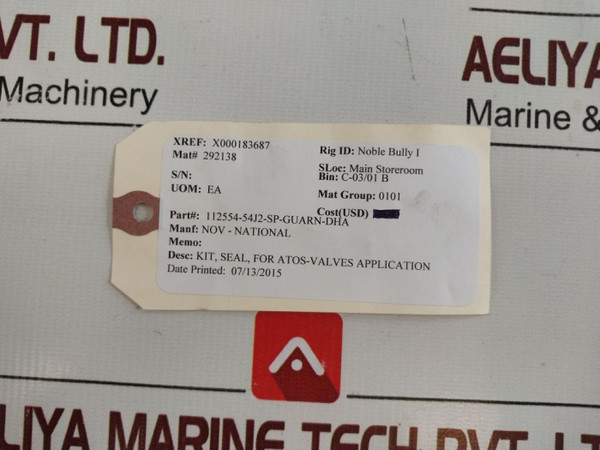 VT. LTD.
Machinery
AELIYA
Marine &
XREF: X000183687
Mat# 292138
S/N:
UOM: EA
Rig ID: Noble Bully I
SLoc: Main Storeroom
Bin: C-03/01 B
Mat Group: 0101
Cost(USD)
Part#: 112554-54J2-SP-GUARN-DHA
Manf: NOV - NATIONAL
Memo:
Desc: KIT, SEAL, FOR ATOS-VALVES APPLICATION
Date Printed: 07/13/2015
LIYA MARINE TECH PVT. LT